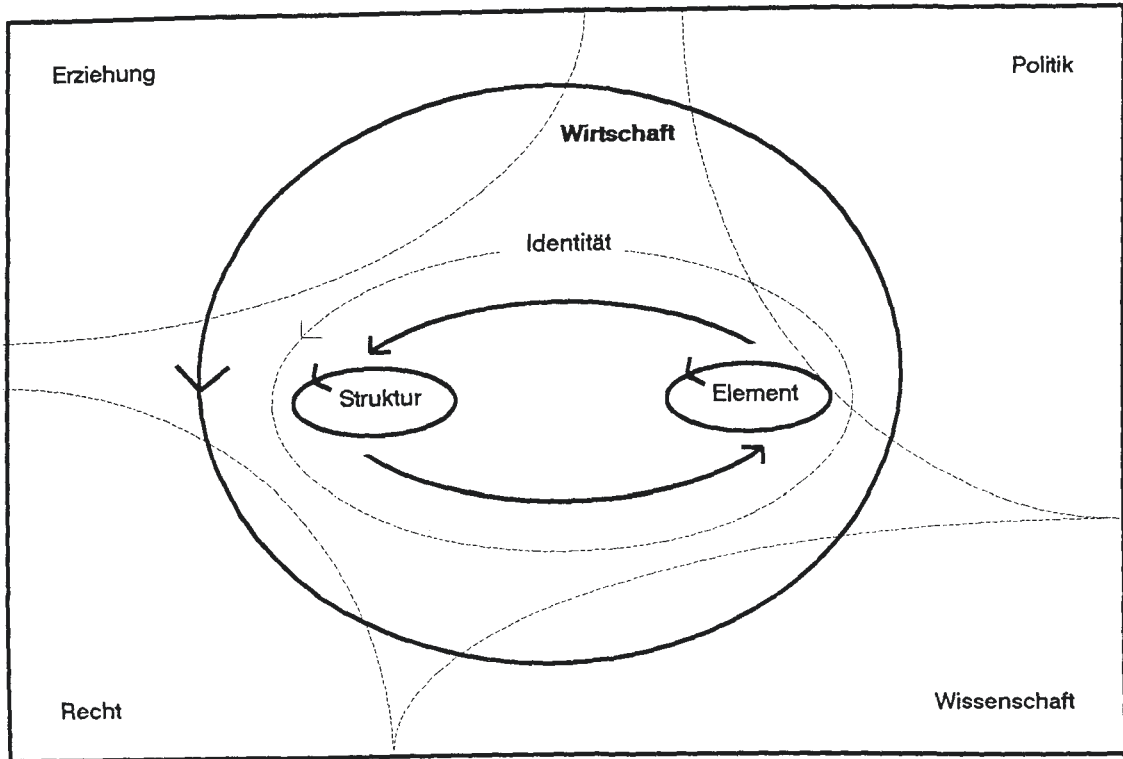 Erziehung
Politik
Wirtschaft
Identität
Struktur
Element
Recht
Wissenschaft